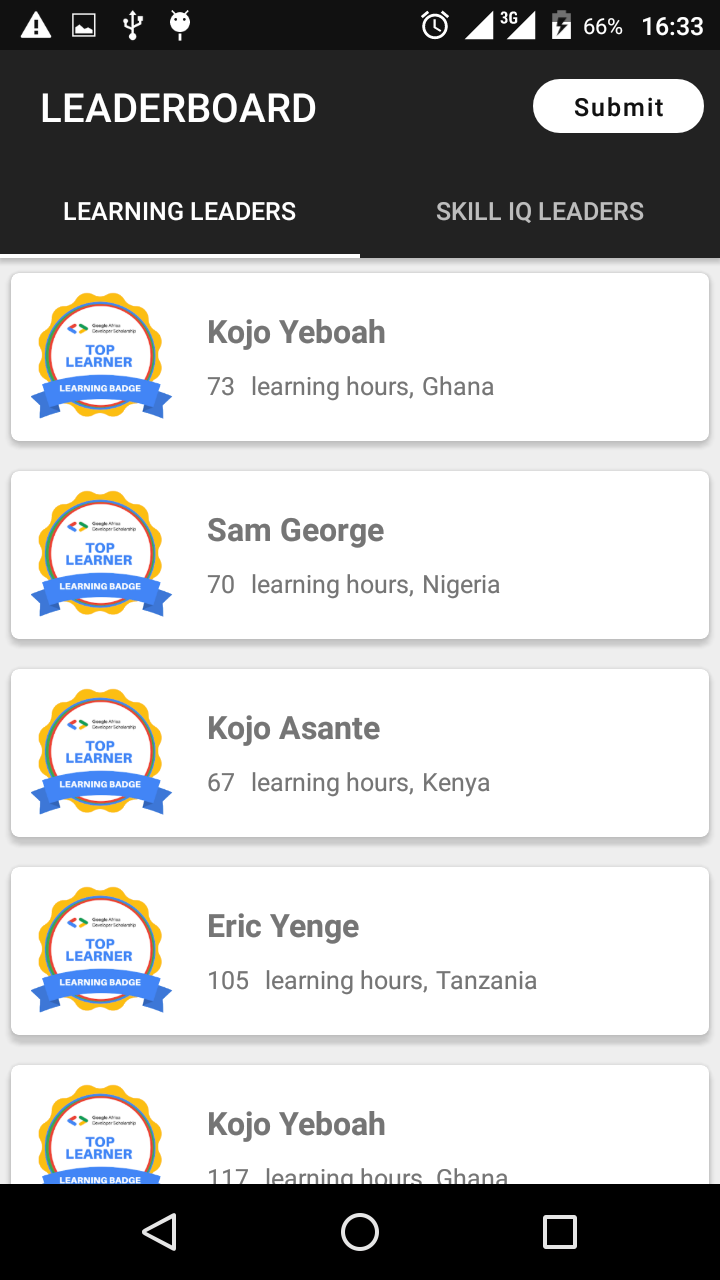 3G 66% 16:33
LEADERBOARD Submit
LEARNING LEADERS SKILL IQ LEADERS
Google Africa
Developer Scholarship
TOP
LEARNER
LEARNING BADGE
Kojo Yeboah
73 learning hours, Ghana
Google Africa
Developer Scholarship
TOP
LEARNER
LEARNING BADGE
Sam George
70 learning hours, Nigeria
Google Africa
Developer Scholarship
TOP
LEARNER
LEARNING BADGE
Kojo Asante
67 learning hours, Kenya
Google Africa
Developer Scholarship
TOP
LEARNER
LEARNING BADGE
Eric Yenge
105 learning hours, Tanzania
Google Africa
Developer Scholarship
TOP
LEARNER
LEARNING BADGE
Kojo Yeboah
117 learning hours, Ghana